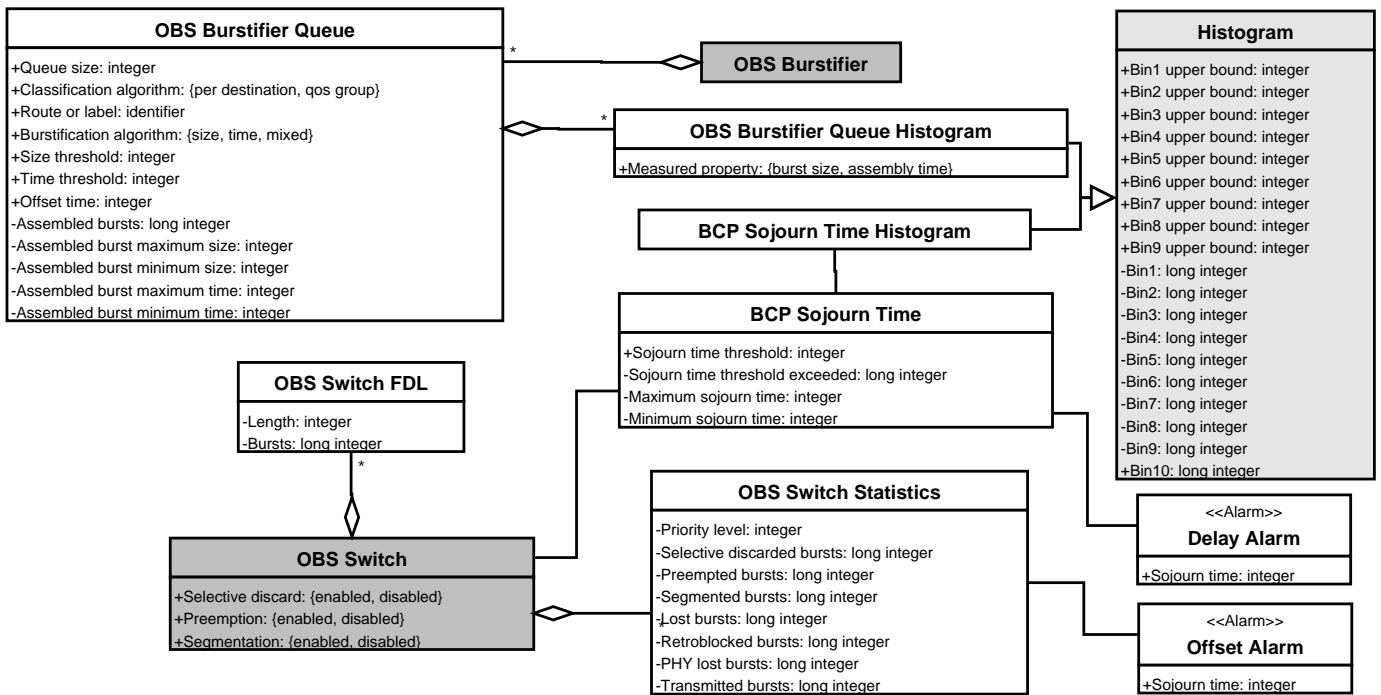 OBS Burstifier Queue
+Queue size: integer
+Classification algorithm: {per destination, qos group}
+Route or label: identifier
+Burstification algorithm: {size, time, mixed}
+Size threshold: integer
+Time threshold: integer
+Offset time: integer
-Assembled bursts: long integer
-Assembled burst maximum size: integer
-Assembled burst minimum size: integer
-Assembled burst maximum time: integer
-Assembled burst minimum time: integer
*
OBS Burstifier
*
OBS Burstifier Queue Histogram
+Measured property: {burst size, assembly time}
BCP Sojourn Time Histogram
Histogram
+Bin1 upper bound: integer
+Bin2 upper bound: integer
+Bin3 upper bound: integer
+Bin4 upper bound: integer
+Bin5 upper bound: integer
+Bin6 upper bound: integer
+Bin7 upper bound: integer
+Bin8 upper bound: integer
+Bin9 upper bound: integer
-Bin1: long integer
-Bin2: long integer
-Bin3: long integer
-Bin4: long integer
-Bin5: long integer
-Bin6: long integer
-Bin7: long integer
-Bin8: long integer
-Bin9: long integer
+Bin10: long integer
BCP Sojourn Time
+Sojourn time threshold: integer
-Sojourn time threshold exceeded: long integer
-Maximum sojourn time: integer
-Minimum sojourn time: integer
OBS Switch FDL
-Length: integer
-Bursts: long integer
*
OBS Switch
+Selective discard: {enabled, disabled}
+Preemption: {enabled, disabled}
+Segmentation: {enabled, disabled}
OBS Switch Statistics
-Priority level: integer
-Selective discarded bursts: long integer
-Preempted bursts: long integer
-Segmented bursts: long integer
-Lost bursts: long integer
*
-Retroblocked bursts: long integer
-PHY lost bursts: long integer
-Transmitted bursts: long integer
<<Alarm>>
Delay Alarm
+Sojourn time: integer
<<Alarm>>
Offset Alarm
+Sojourn time: integer